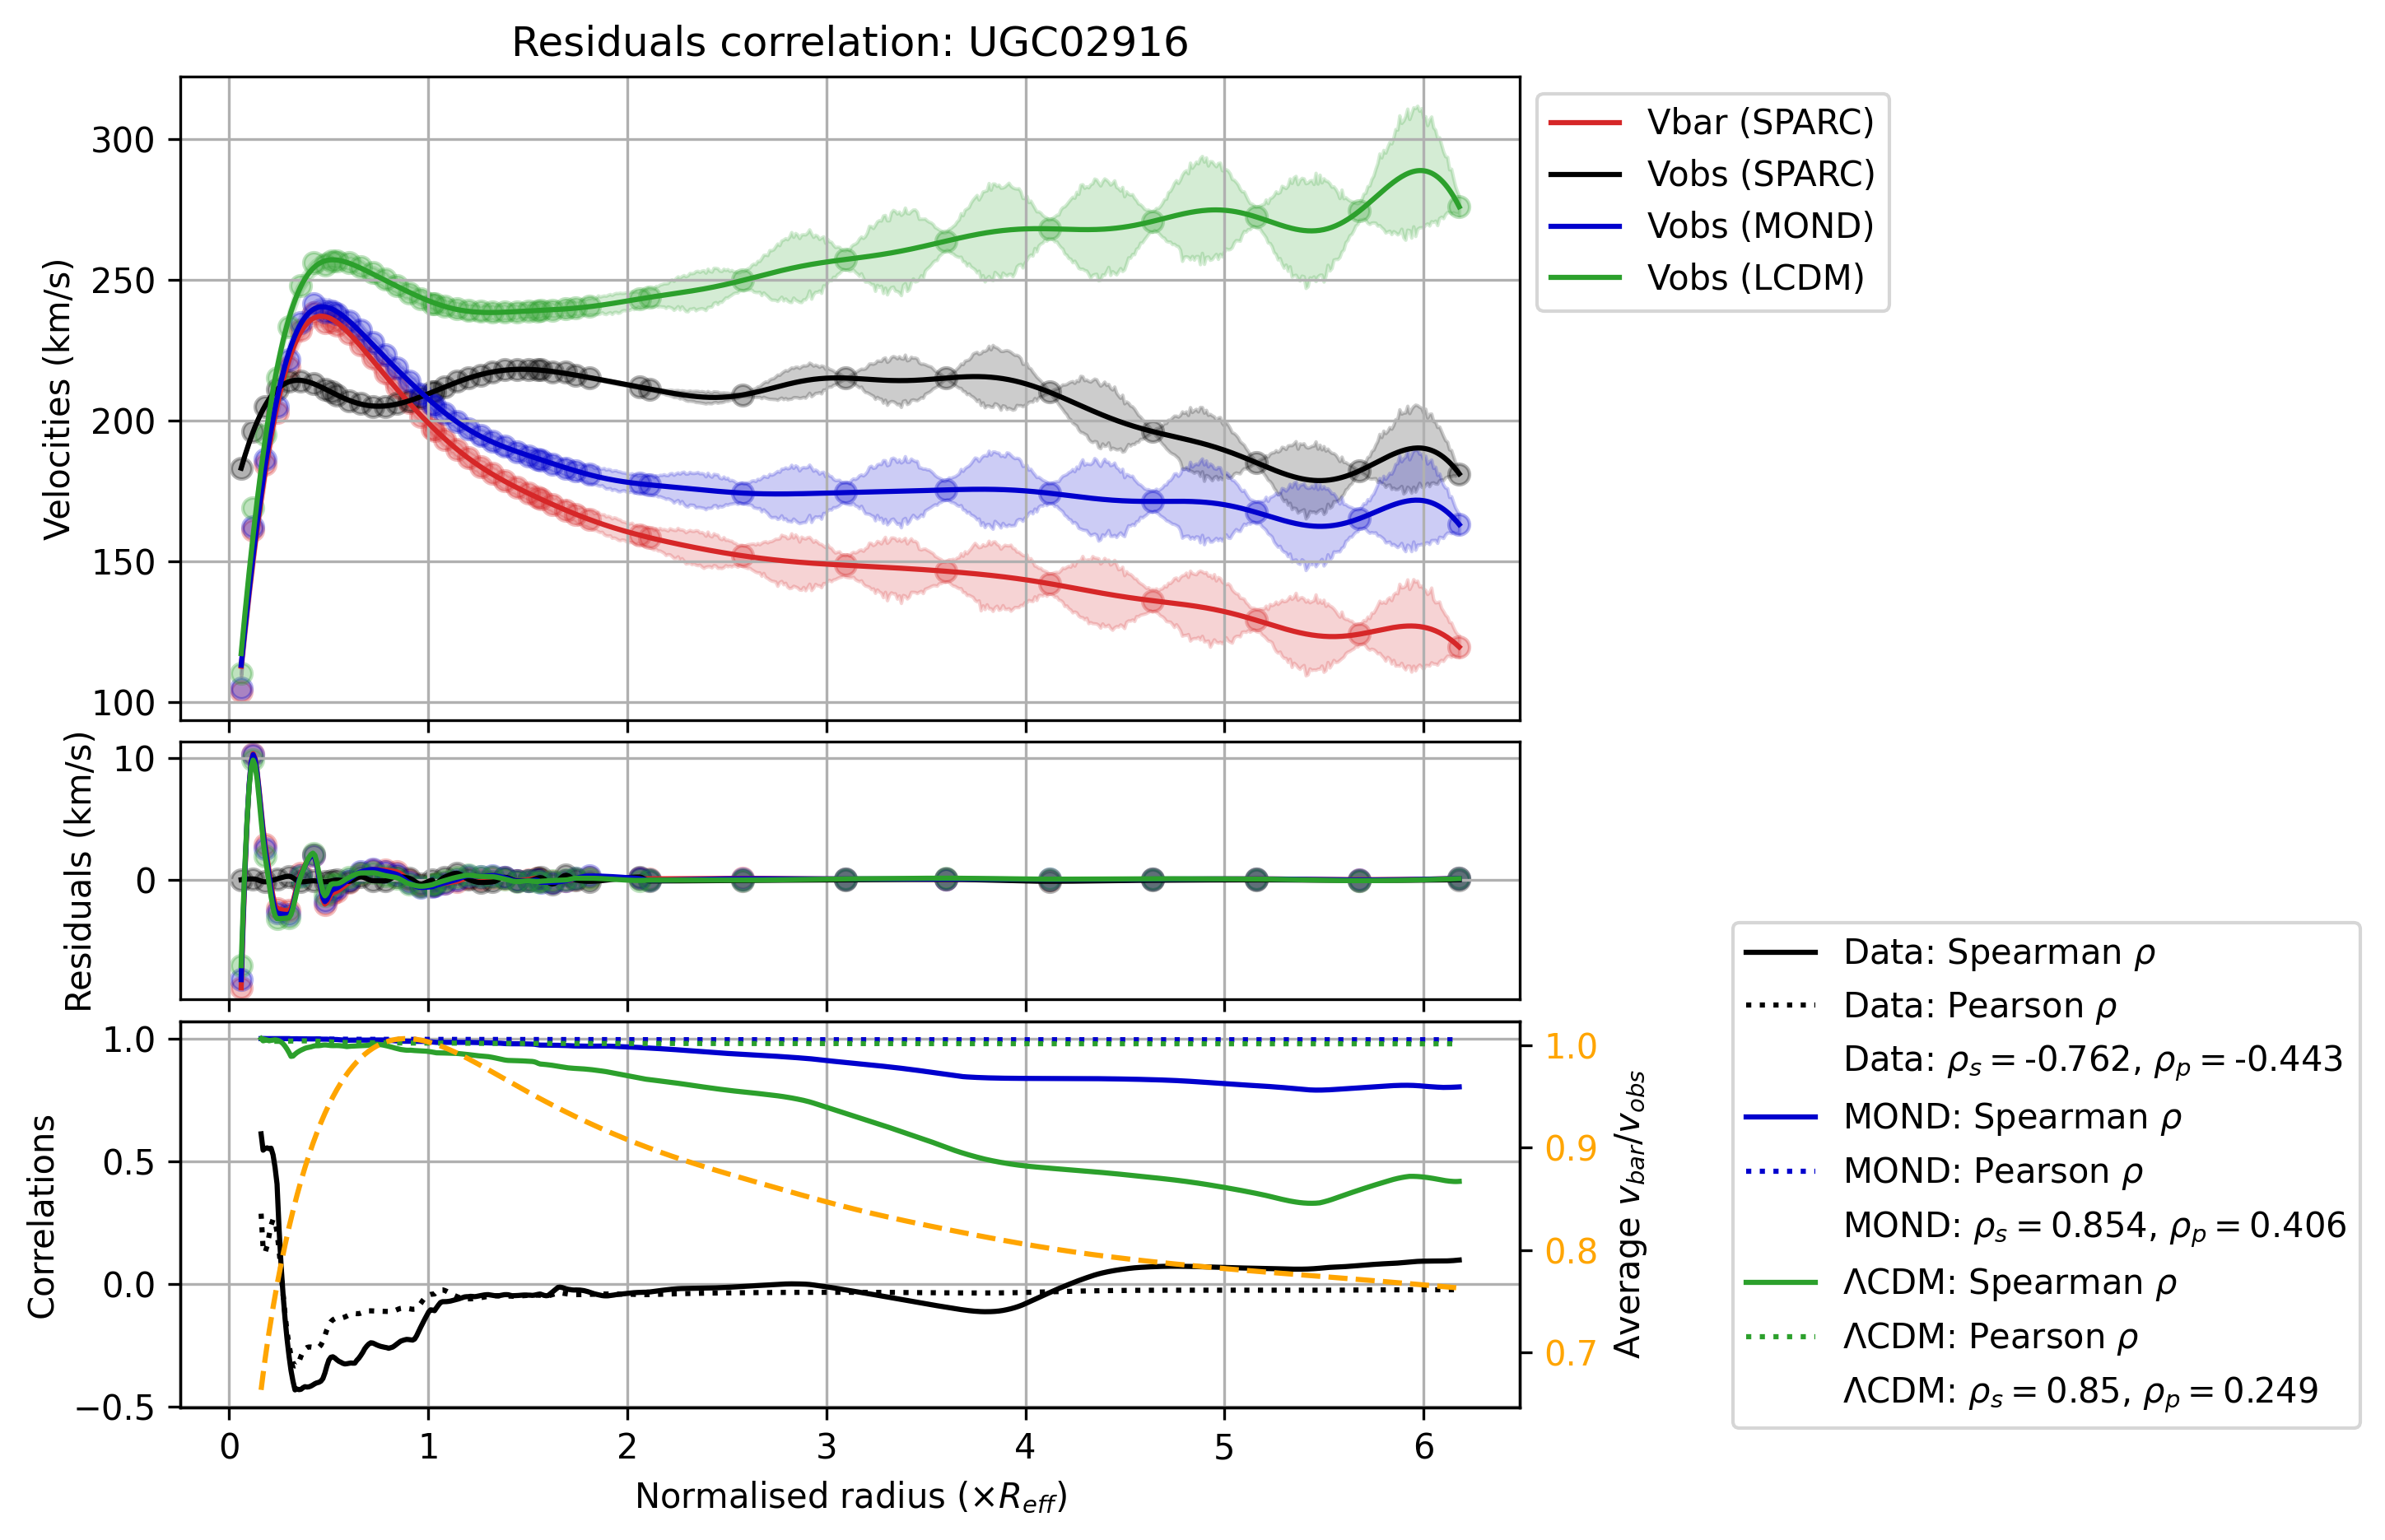 Residuals correlation: UGC02916
300
250
200
150
100
Velocities (km/s)
Vbar (SPARC)
Vobs (SPARC)
Vobs (MOND)
Vobs (LCDM)
10
0
Residuals (km/s)
1.0
0.5
0.0
−0.5
Correlations
1.0
0.9
0.8
0.7
Average v_bar/v_obs
0 1 2 3 4 5 6
Normalised radius (×R_eff)
Data: Spearman ρ
Data: Pearson ρ
Data: ρ_s = -0.762, ρ_p = -0.443
MOND: Spearman ρ
MOND: Pearson ρ
MOND: ρ_s = 0.854, ρ_p = 0.406
ΛCDM: Spearman ρ
ΛCDM: Pearson ρ
ΛCDM: ρ_s = 0.85, ρ_p = 0.249